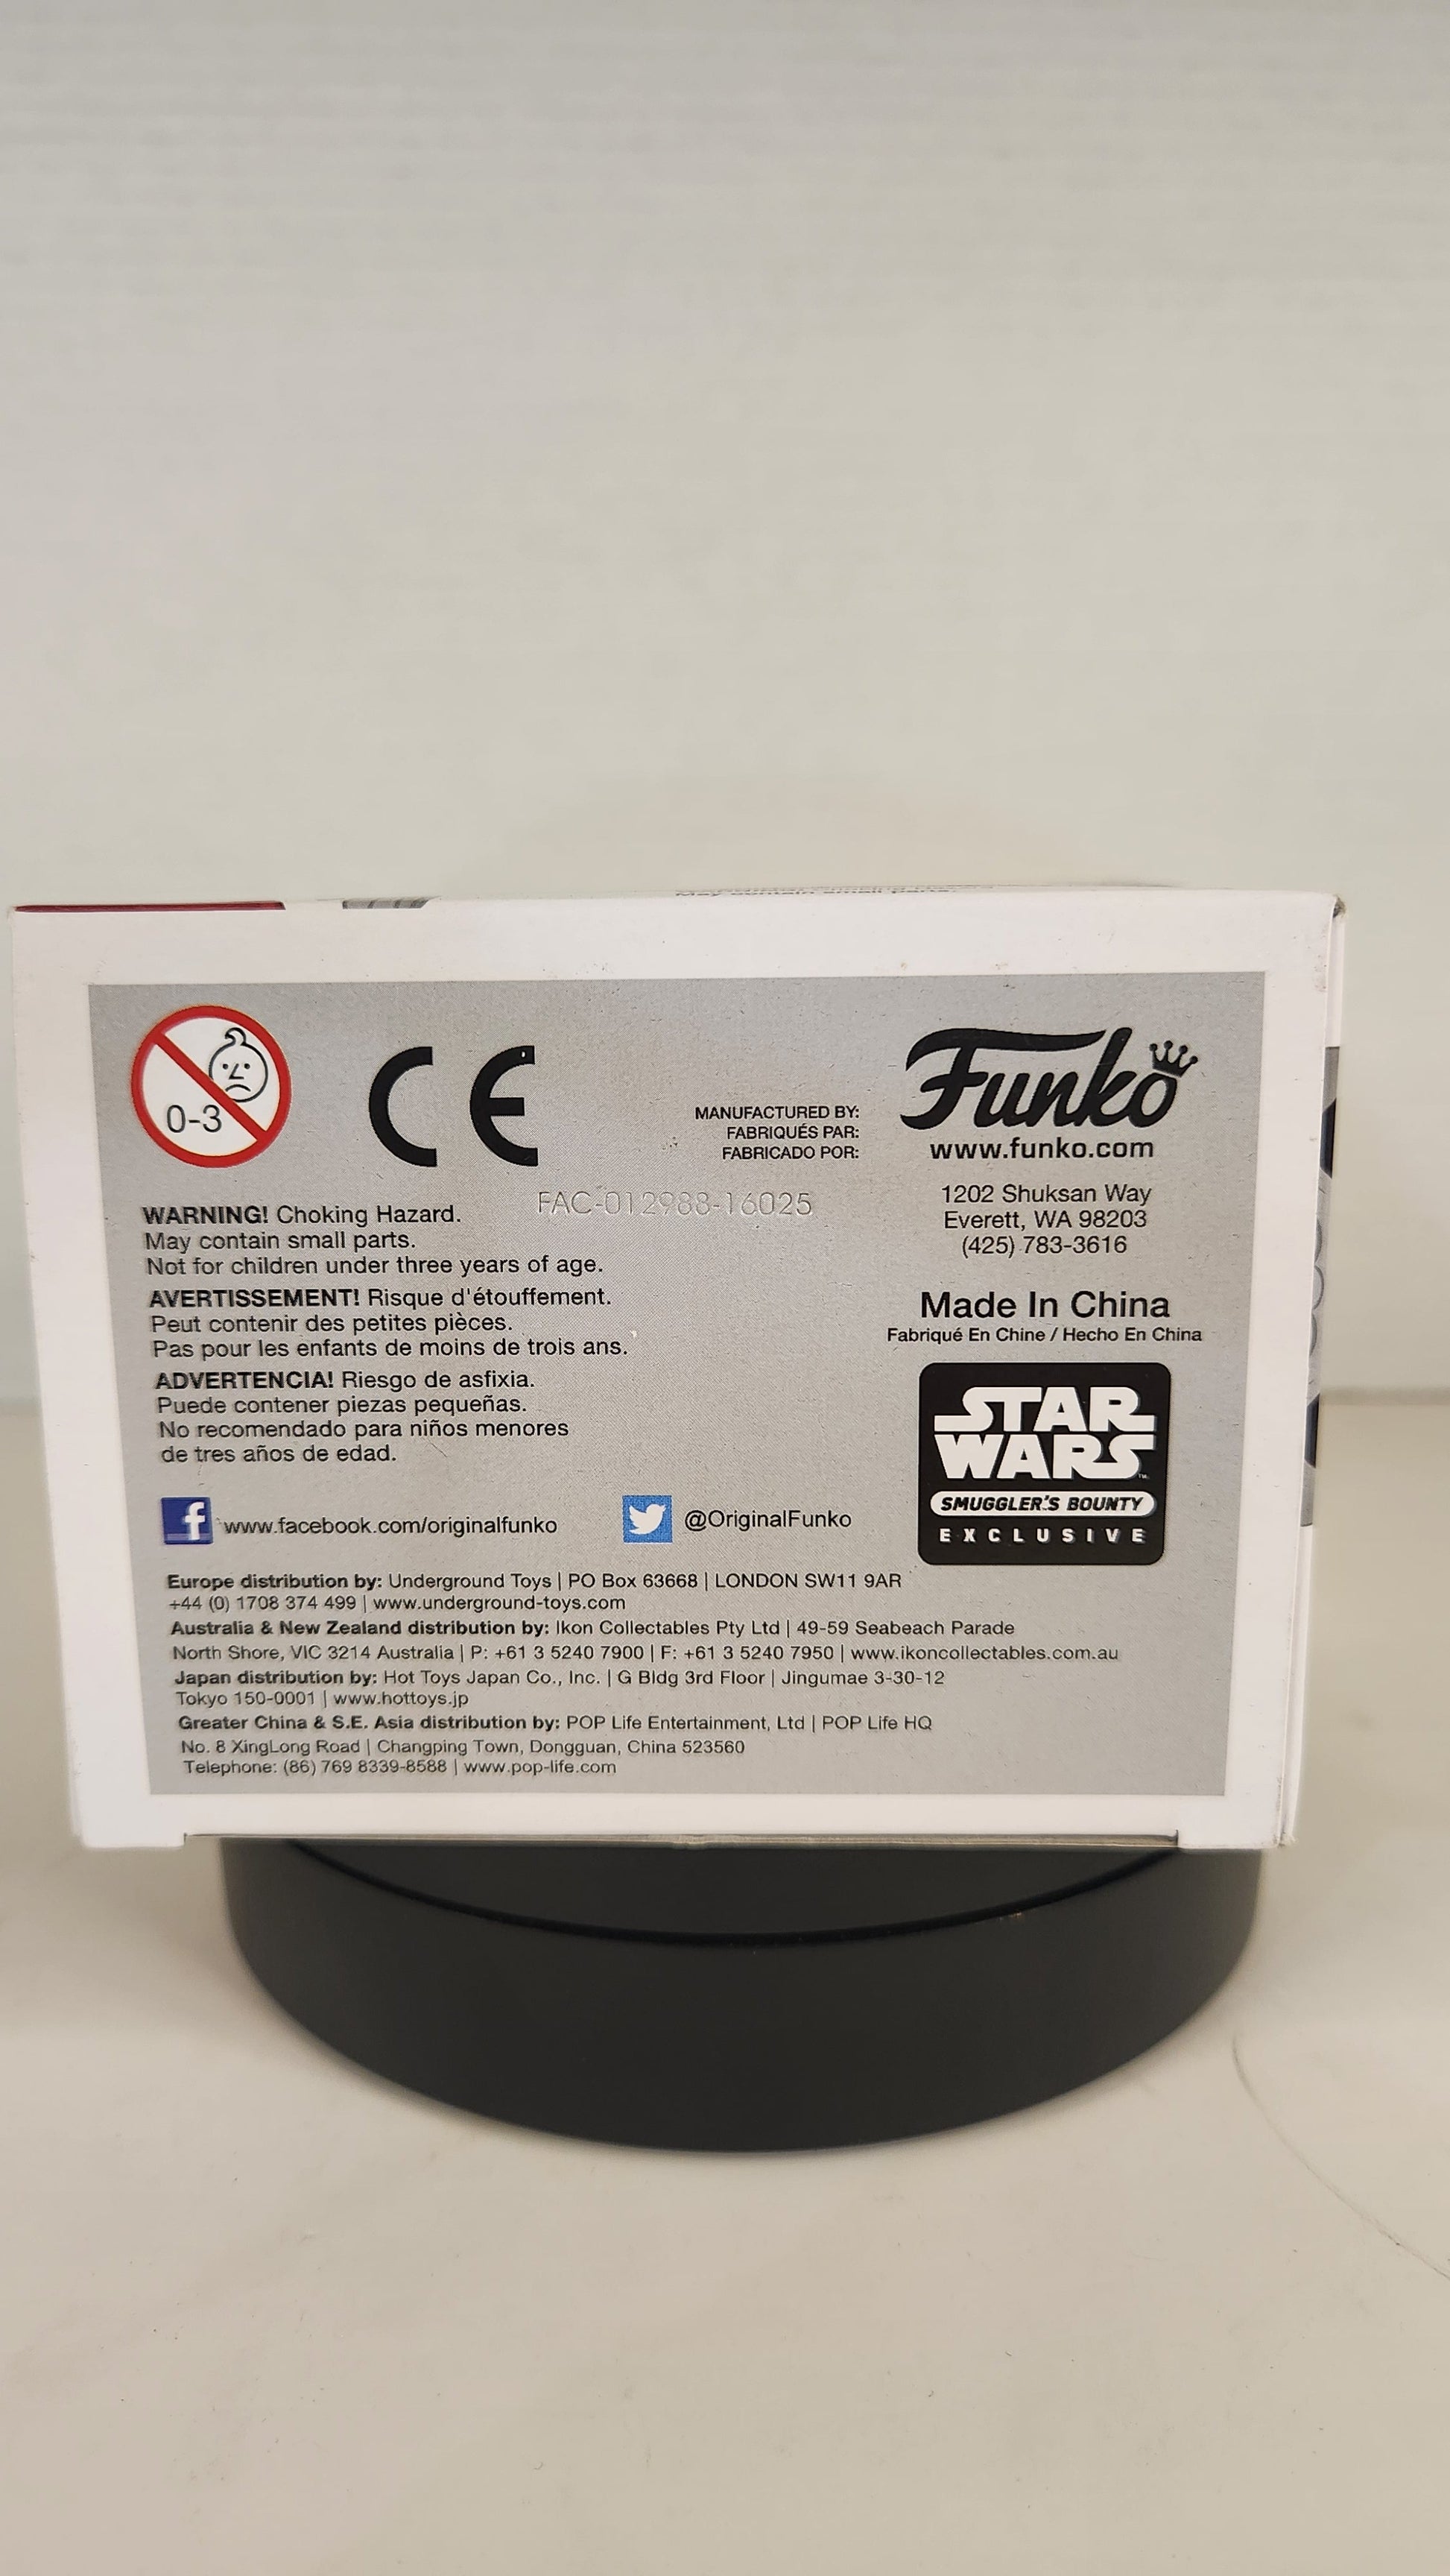 May contain small parts.
0-3
CE
MANUFACTURED BY:
FABRIQUÉS PAR:
FABRICADO POR:
Funko
www.funko.com
1202 Shuksan Way
Everett, WA 98203
(425) 783-3616
FAC-012988-16025
WARNING! Choking Hazard.
May contain small parts.
Not for children under three years of age.
AVERTISSEMENT! Risque d'étouffement.
Peut contenir des petites pièces.
Pas pour les enfants de moins de trois ans.
ADVERTENCIA! Riesgo de asfixia.
Puede contener piezas pequeñas.
No recomendado para niños menores
de tres años de edad.
Made In China
Fabriqué En Chine / Hecho En China
STAR
WARS
SMUGGLER'S BOUNTY
EXCLUSIVE
f www.facebook.com/originalfunko
@OriginalFunko
Europe distribution by: Underground Toys | PO Box 63668 | LONDON SW11 9AR
+44 (0) 1708 374 499 | www.underground-toys.com
Australia & New Zealand distribution by: Ikon Collectables Pty Ltd | 49-59 Seabeach Parade
North Shore, VIC 3214 Australia | P: +61 3 5240 7900 | F: +61 3 5240 7950 | www.ikoncollectables.com.au
Japan distribution by: Hot Toys Japan Co., Inc. | G Bldg 3rd Floor | Jingumae 3-30-12
Tokyo 150-0001 | www.hottoys.jp
Greater China & S.E. Asia distribution by: POP Life Entertainment, Ltd | POP Life HQ
No. 8 XingLong Road | Changping Town, Dongguan, China 523560
Telephone: (86) 769 8339-8588 | www.pop-life.com